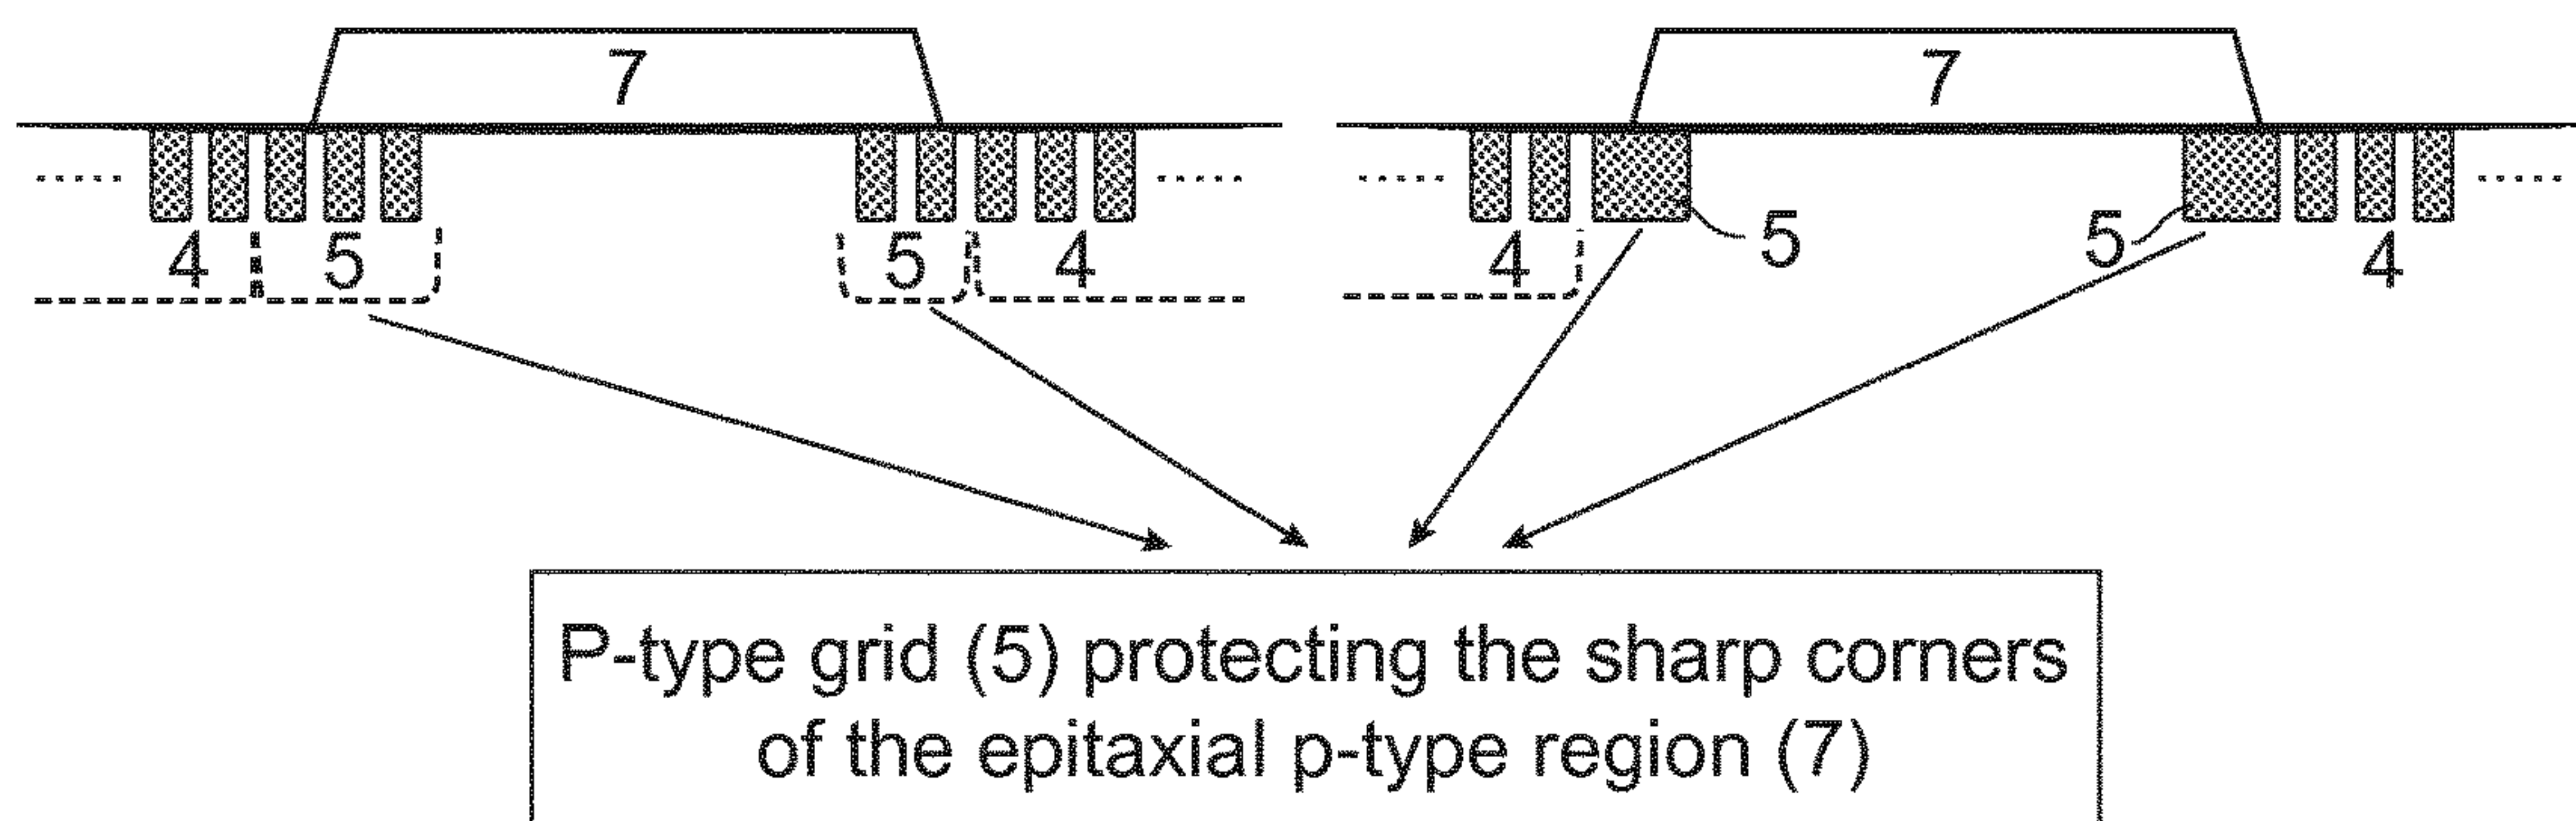 7 7
4 5 5 4 4 5 5 4
P-type grid (5) protecting the sharp corners
of the epitaxial p-type region (7)